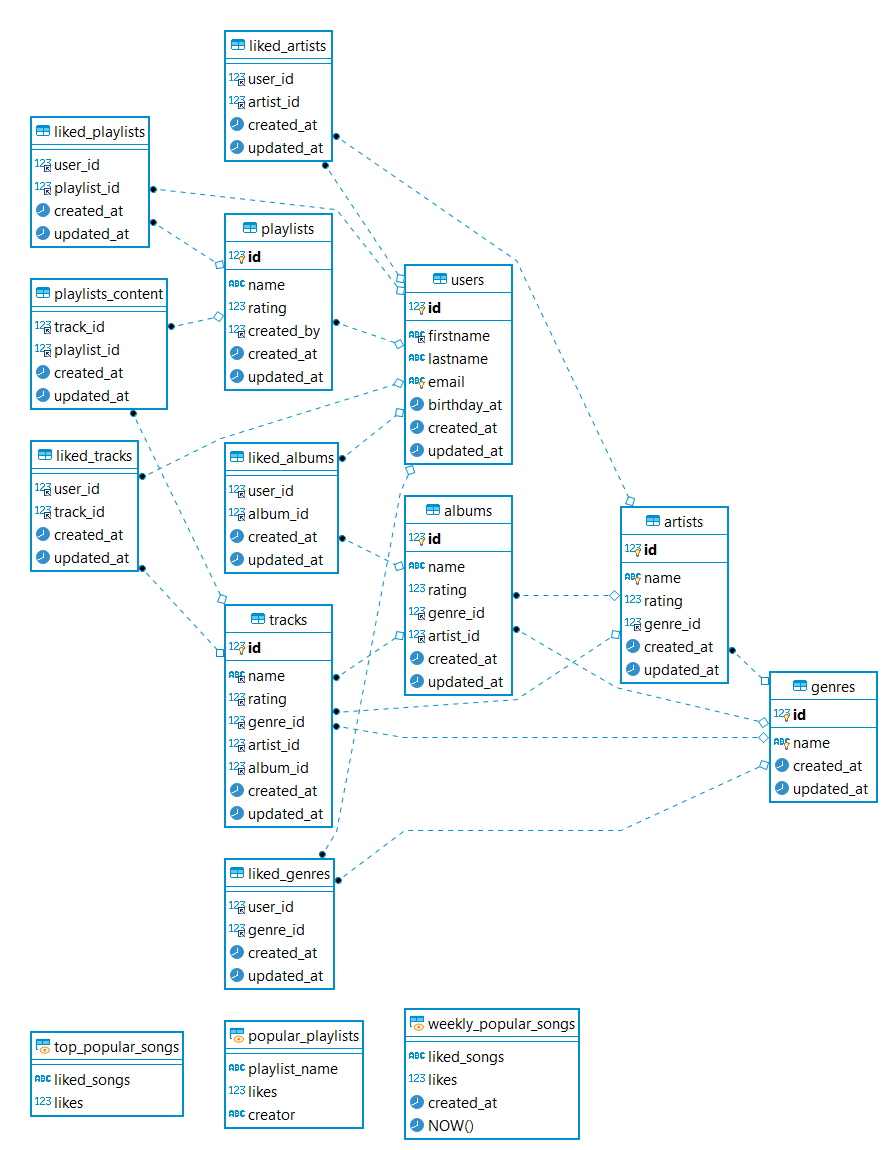 liked_artists
user_id
artist_id
created_at
updated_at
liked_playlists
user_id
playlist_id
created_at
updated_at
playlists
id
name
rating
created_by
created_at
updated_at
users
id
firstname
lastname
email
birthday_at
created_at
updated_at
playlists_content
track_id
playlist_id
created_at
updated_at
liked_tracks
user_id
track_id
created_at
updated_at
liked_albums
user_id
album_id
created_at
updated_at
albums
id
name
rating
genre_id
artist_id
created_at
updated_at
artists
id
name
rating
genre_id
created_at
updated_at
tracks
id
name
rating
genre_id
artist_id
album_id
created_at
updated_at
genres
id
name
created_at
updated_at
liked_genres
user_id
genre_id
created_at
updated_at
top_popular_songs
liked_songs
likes
popular_playlists
playlist_name
likes
creator
weekly_popular_songs
liked_songs
likes
created_at
NOW()